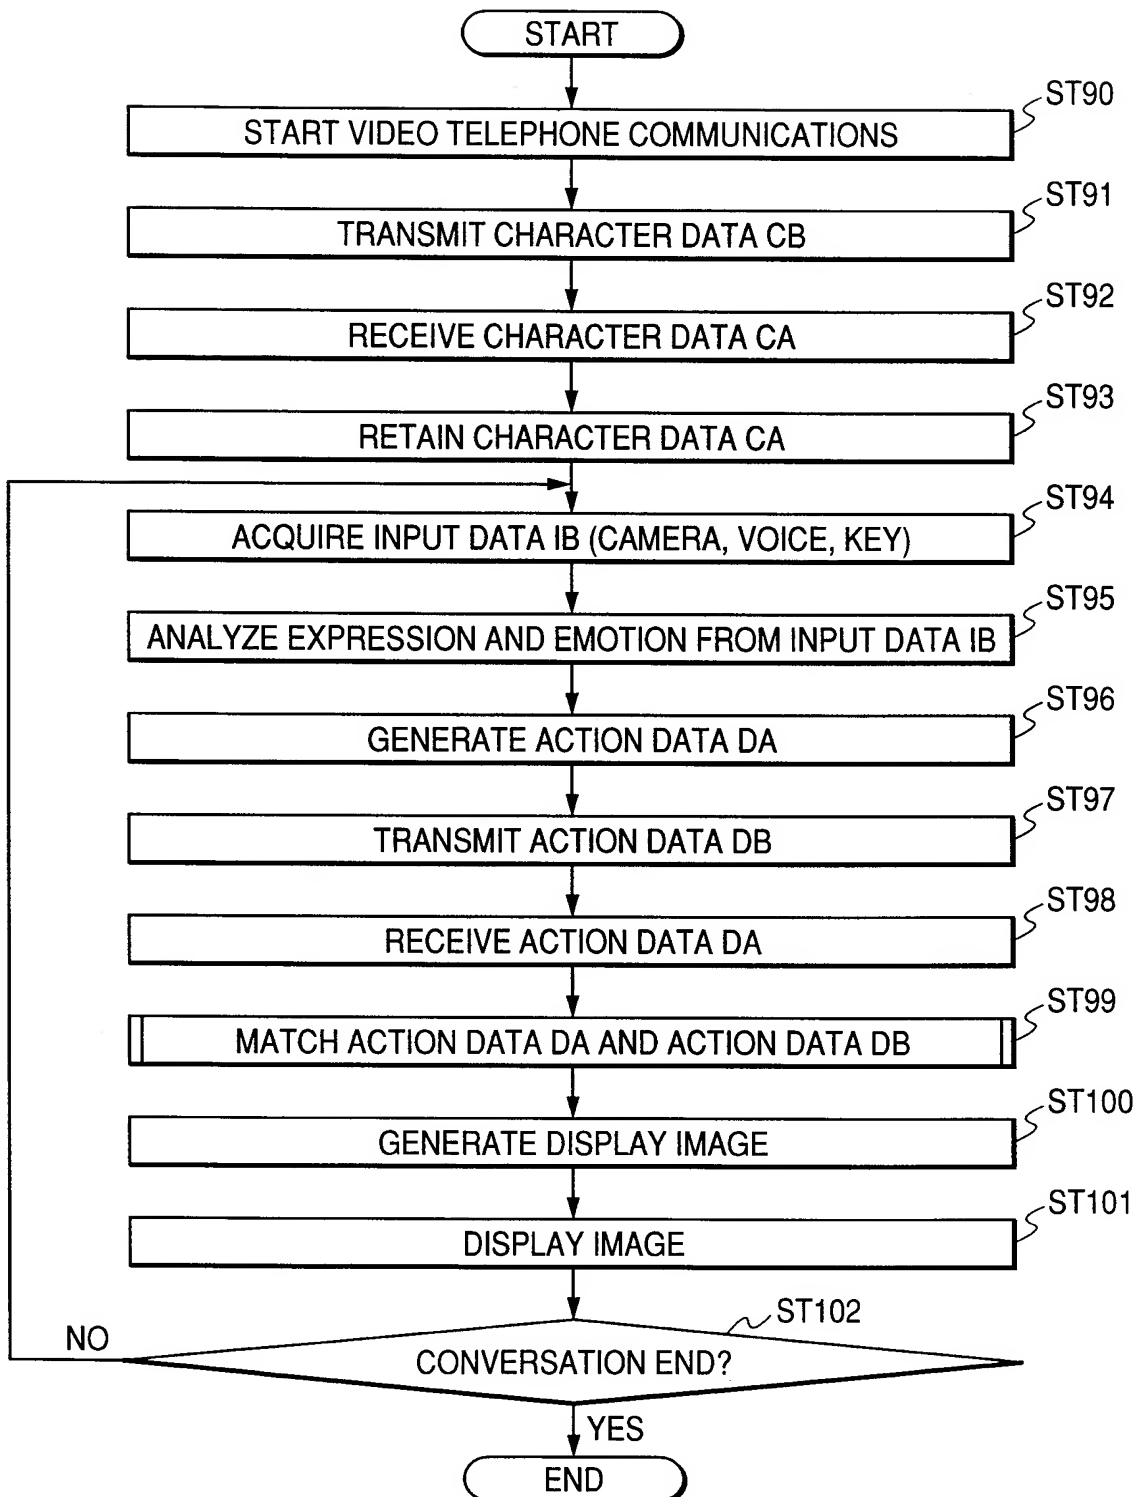 START
START VIDEO TELEPHONE COMMUNICATIONS
ST90
TRANSMIT CHARACTER DATA CB
ST91
RECEIVE CHARACTER DATA CA
ST92
RETAIN CHARACTER DATA CA
ST93
ACQUIRE INPUT DATA IB (CAMERA, VOICE, KEY)
ST94
ANALYZE EXPRESSION AND EMOTION FROM INPUT DATA IB
ST95
GENERATE ACTION DATA DA
ST96
TRANSMIT ACTION DATA DB
ST97
RECEIVE ACTION DATA DA
ST98
MATCH ACTION DATA DA AND ACTION DATA DB
ST99
GENERATE DISPLAY IMAGE
ST100
DISPLAY IMAGE
ST101
CONVERSATION END?
ST102
NO
YES
END